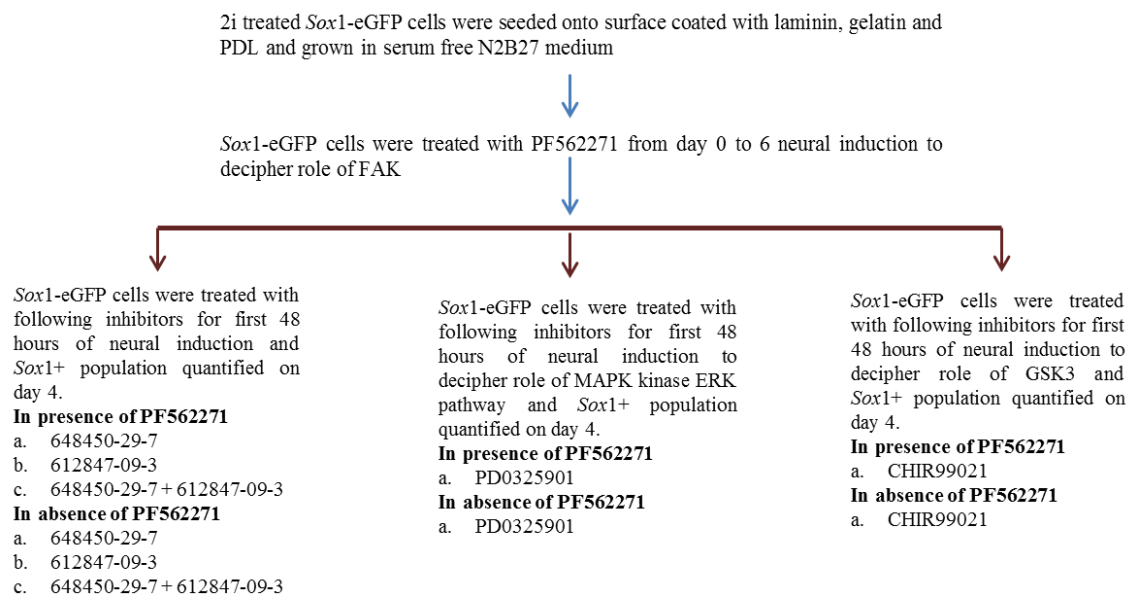 2i treated Sox1-eGFP cells were seeded onto surface coated with laminin, gelatin and
PDL and grown in serum free N2B27 medium
Sox1-eGFP cells were treated with PF562271 from day 0 to 6 neural induction to
decipher role of FAK
Sox1-eGFP cells were treated with
following inhibitors for first 48
hours of neural induction and
Sox1+ population quantified on
day 4.
In presence of PF562271
a. 648450-29-7
b. 612847-09-3
c. 648450-29-7 + 612847-09-3
In absence of PF562271
a. 648450-29-7
b. 612847-09-3
c. 648450-29-7 + 612847-09-3
Sox1-eGFP cells were treated with
following inhibitors for first 48
hours of neural induction to
decipher role of MAPK kinase ERK
pathway and Sox1+ population
quantified on day 4.
In presence of PF562271
a. PD0325901
In absence of PF562271
a. PD0325901
Sox1-eGFP cells were treated
with following inhibitors for first
48 hours of neural induction to
decipher role of GSK3 and
Sox1+ population quantified on
day 4.
In presence of PF562271
a. CHIR99021
In absence of PF562271
a. CHIR99021